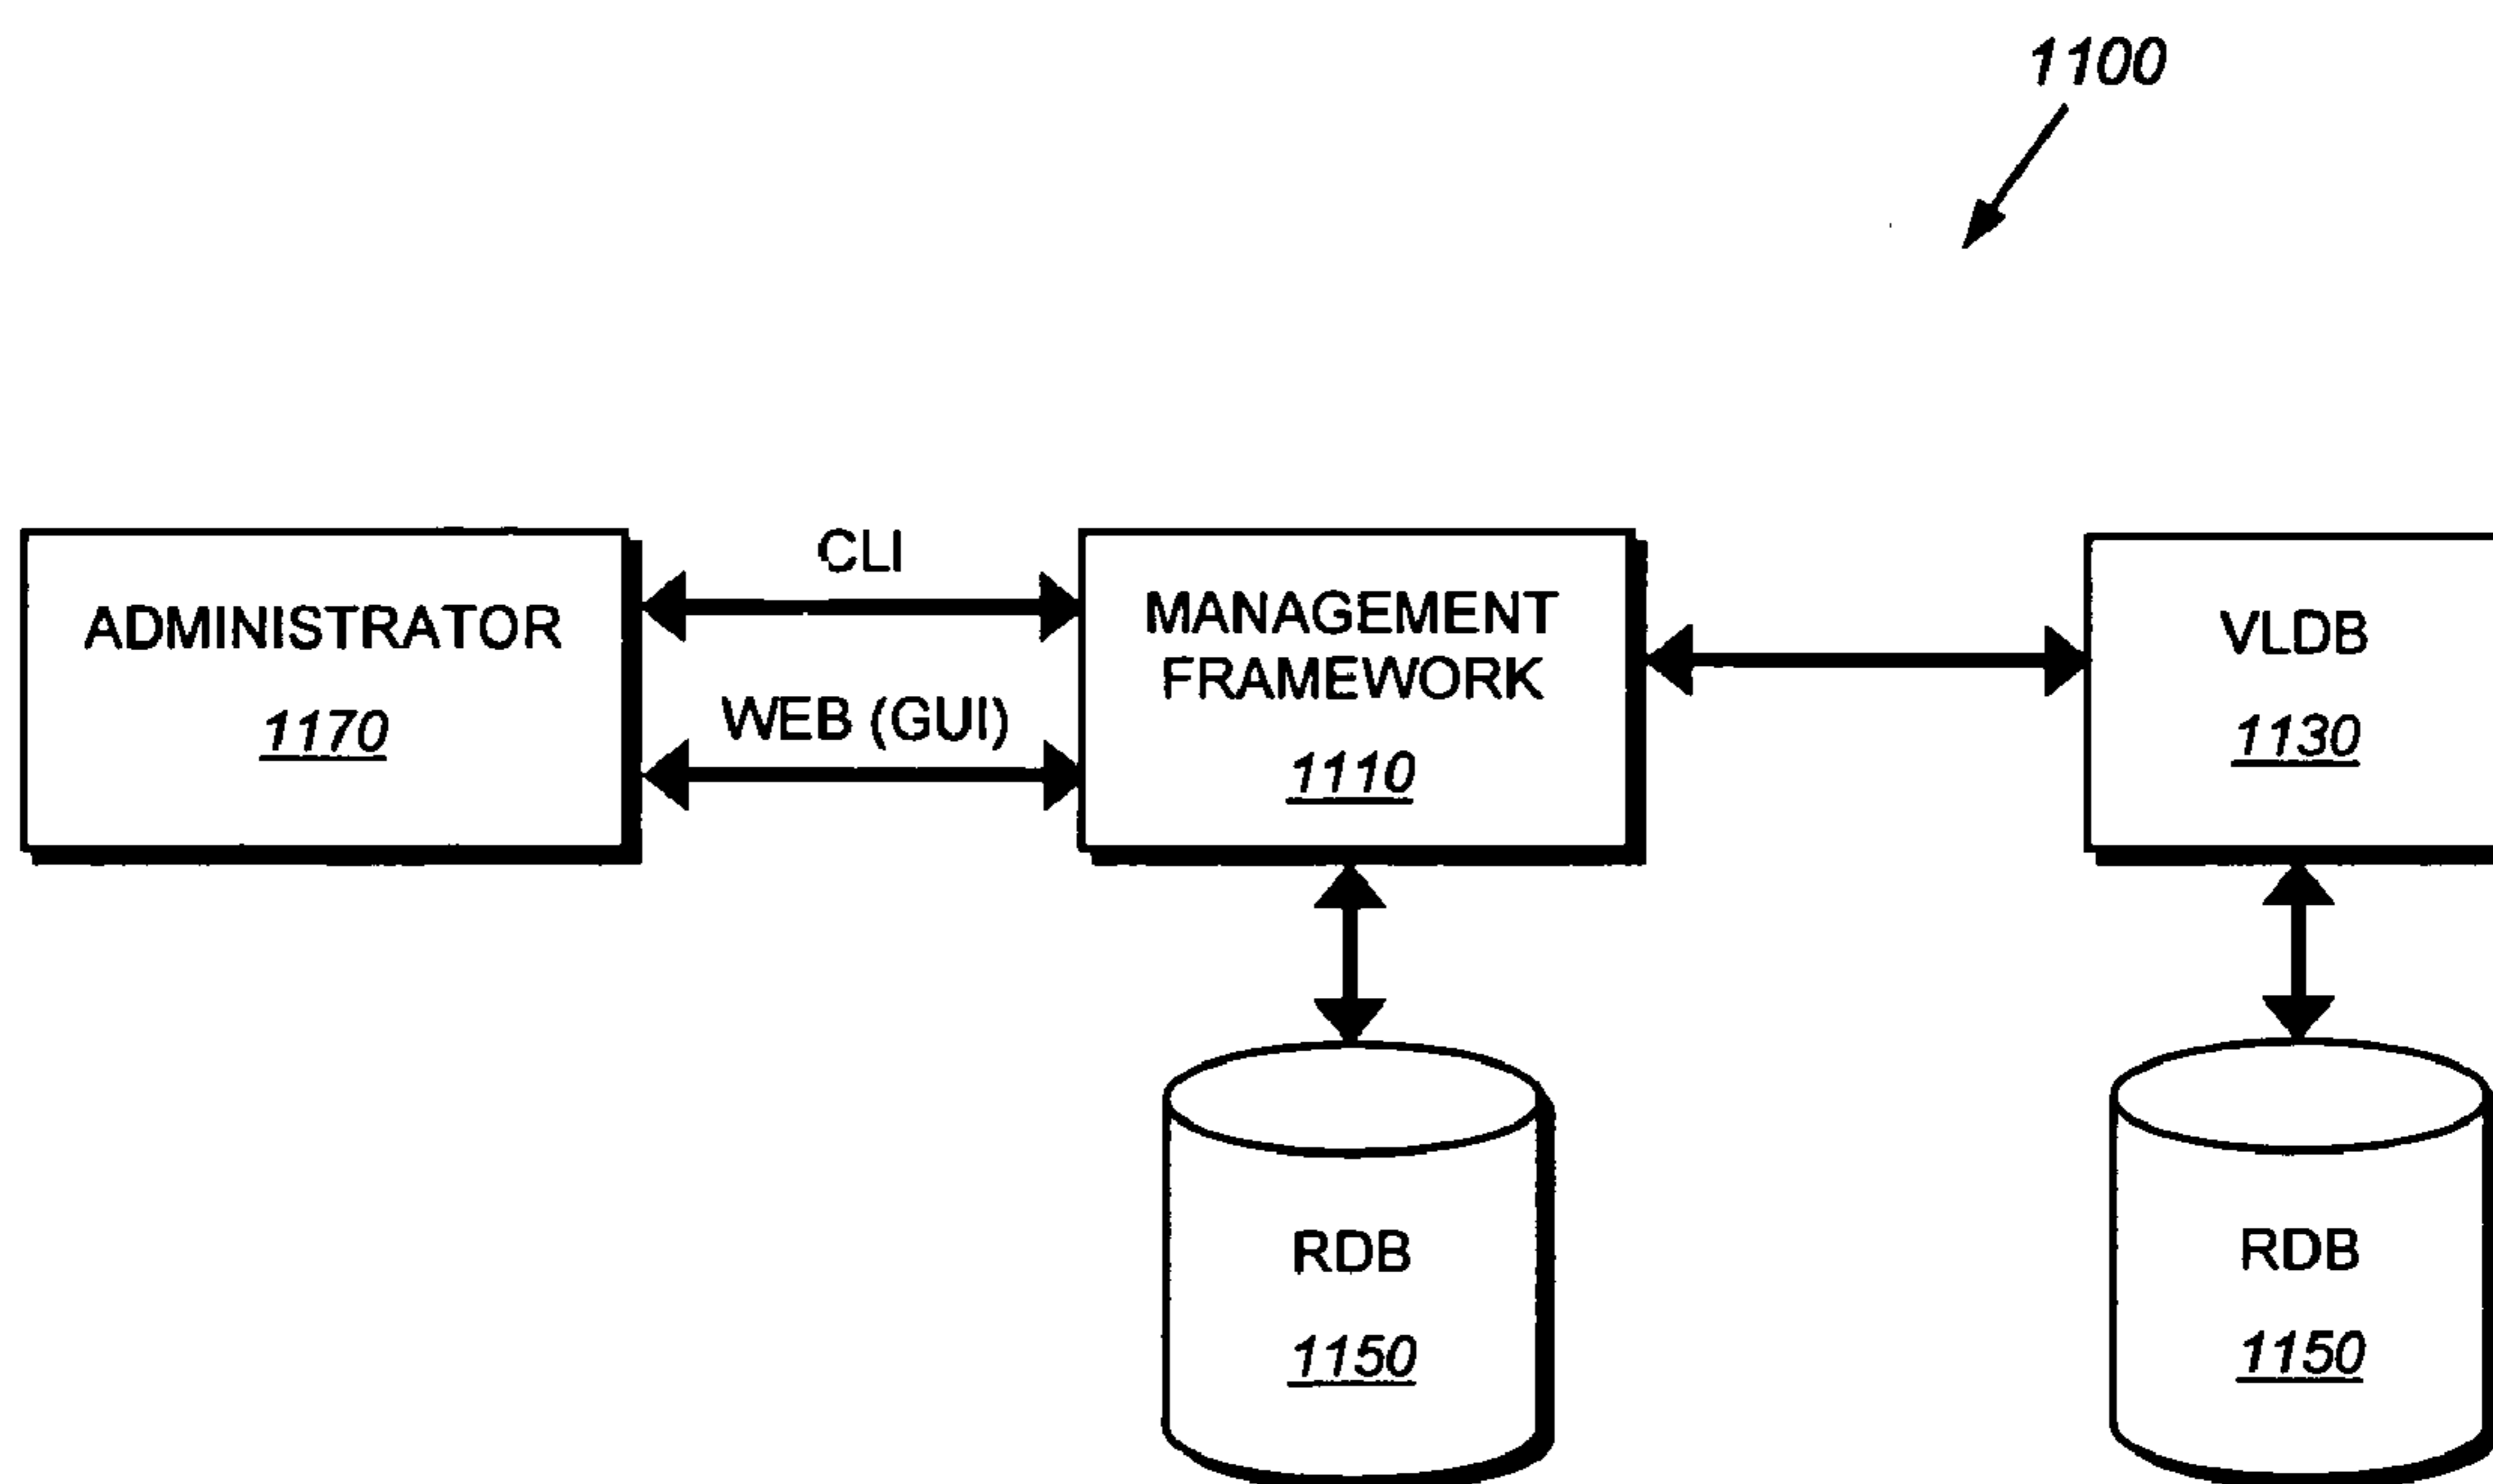 1100
CLI
ADMINISTRATOR
1170
WEB (GUI)
MANAGEMENT
FRAMEWORK
1110
VLDB
1130
RDB
1150
RDB
1150